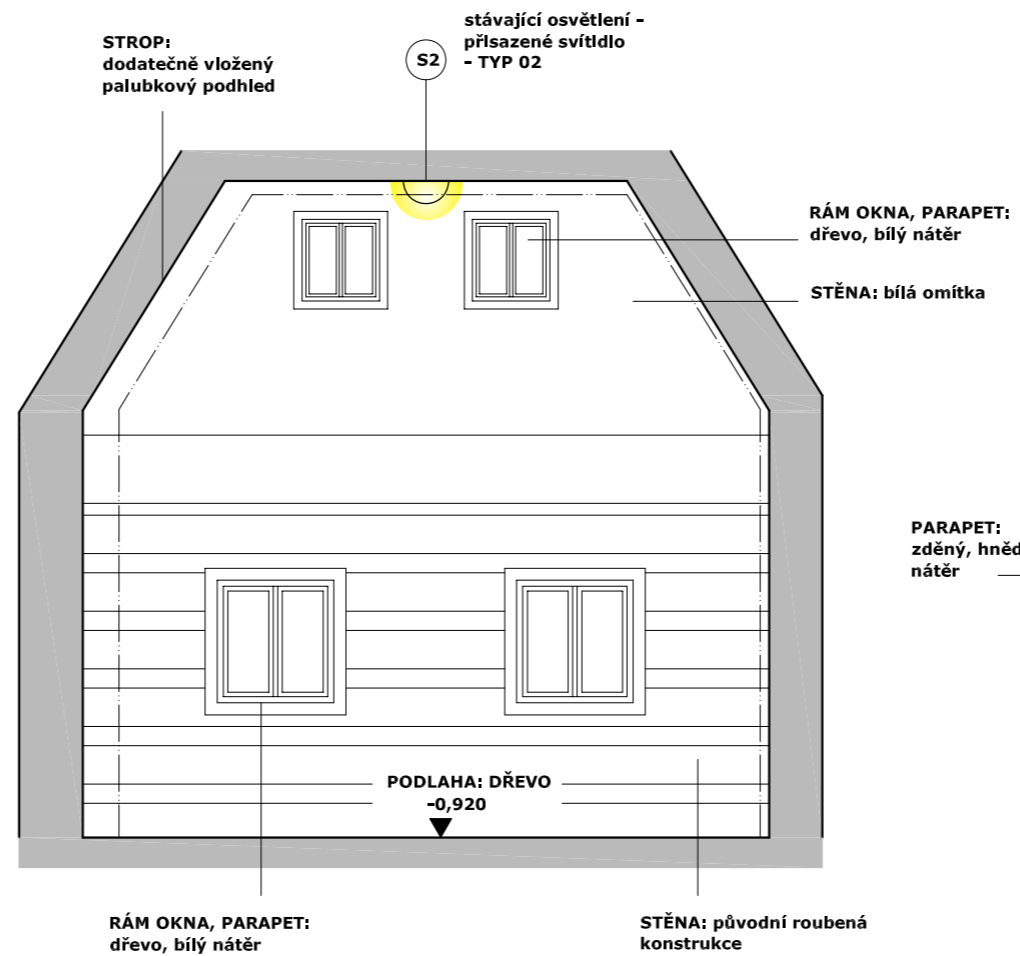 stávající osvětlení -
přisazené svítidlo
- TYP 02
S2
STROP:
dodatečně vložený
palubkový podhled
RÁM OKNA, PARAPET:
dřevo, bílý nátěr
STĚNA: bílá omítka
PARAPET:
zděný, hněd
nátěr
PODLAHA: DŘEVO
-0,920
RÁM OKNA, PARAPET:
dřevo, bílý nátěr
STĚNA: původní roubená
konstrukce